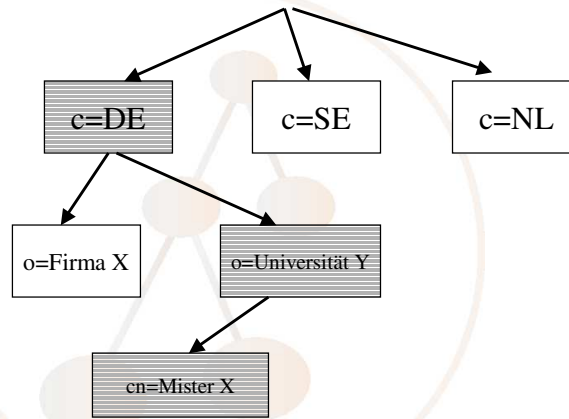 c=DE
c=SE
c=NL
o=Firma X
o=Universität Y
cn=Mister X